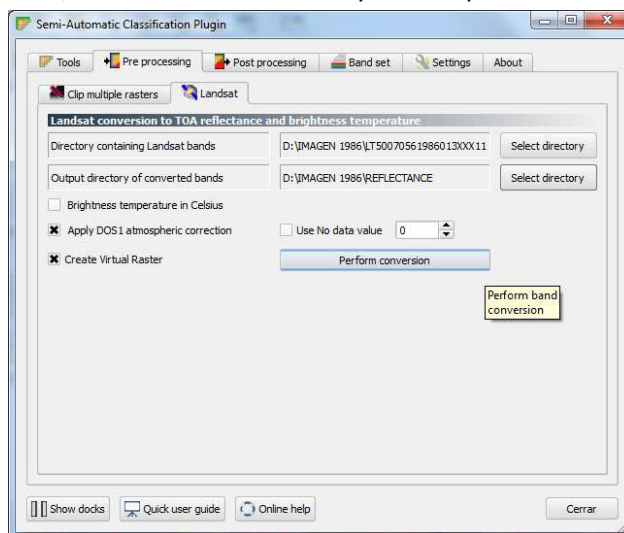 Semi-Automatic Classification Plugin
Tools Pre processing Post processing Band set Settings About
Clip multiple rasters Landsat
Landsat conversion to TOA reflectance and brightness temperature
Directory containing Landsat bands D:\IMAGEN 1986\LT50070561986013XXX11 Select directory
Output directory of converted bands D:\IMAGEN 1986\REFLECTANCE Select directory
Brightness temperature in Celsius
Apply DOS1 atmospheric correction Use No data value 0
Create Virtual Raster Perform conversion
Perform band
conversion
Show docks Quick user guide Online help Cerrar